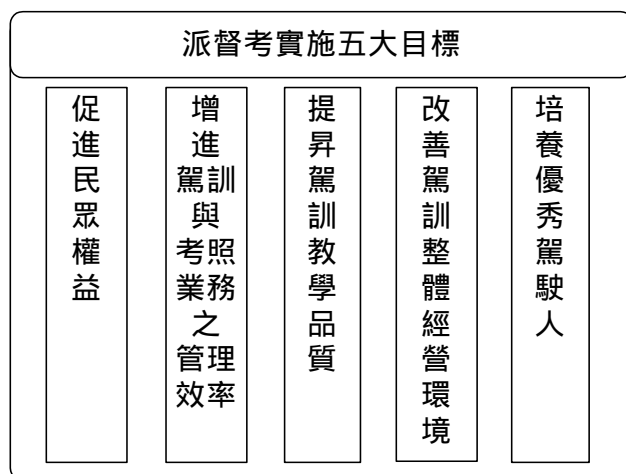 派督考實施五大目標
促進民眾權益
增進駕訓與考照業務之管理效率
提昇駕訓教學品質
改善駕訓整體經營環境
培養優秀駕駛人